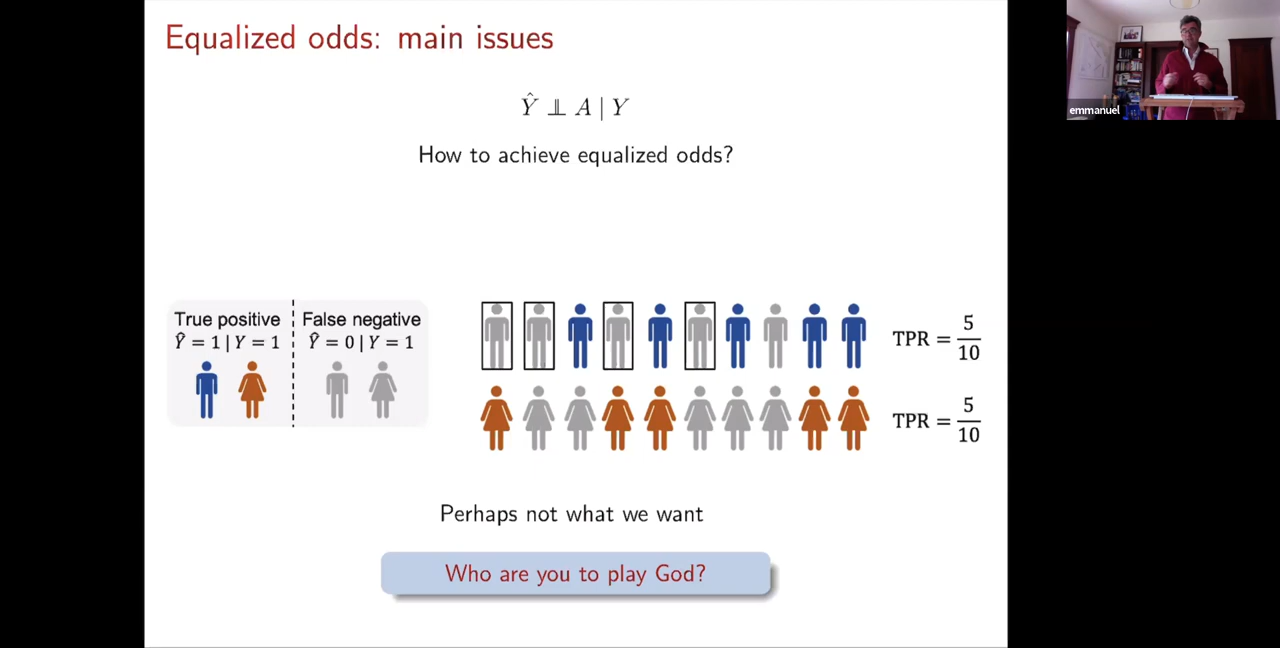 Equalized odds: main issues
Ŷ ⫫ A | Y
How to achieve equalized odds?
True positive
Ŷ = 1 | Y = 1
False negative
Ŷ = 0 | Y = 1
TPR = 5/10
TPR = 5/10
Perhaps not what we want
Who are you to play God?
emmanuel